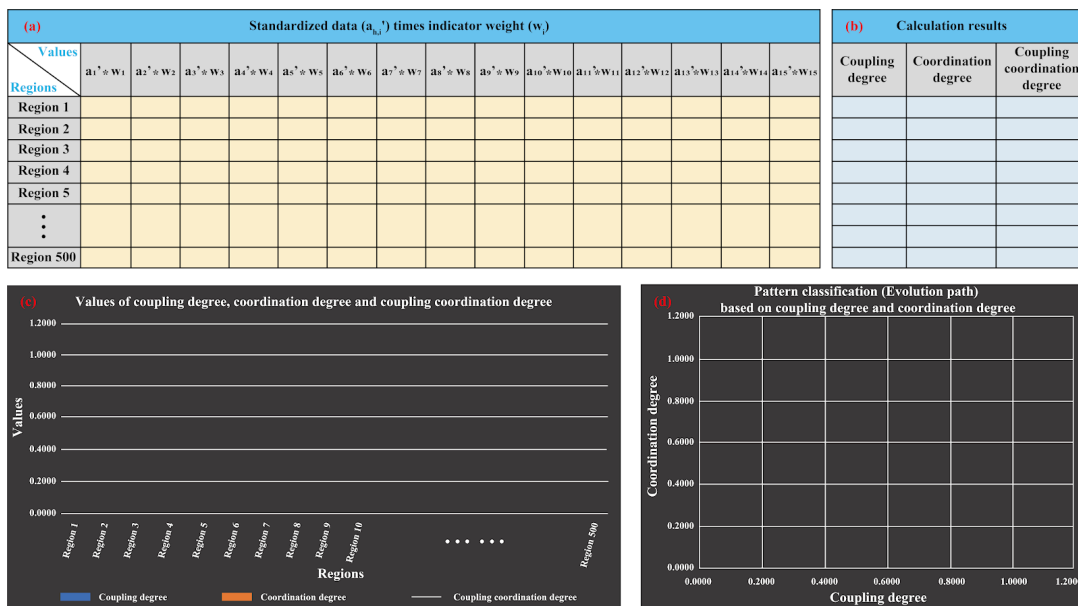 (a) Standardized data (a_h,i') times indicator weight (w_i)
Values
Regions
a₁'* w₁ a₂'* w₂ a₃'* w₃ a₄'* w₄ a₅'* w₅ a₆'* w₆ a₇'* w₇ a₈'* w₈ a₉'* w₉ a₁₀'* w₁₀ a₁₁'* w₁₁ a₁₂'* w₁₂ a₁₃'* w₁₃ a₁₄'* w₁₄ a₁₅'* w₁₅
Region 1
Region 2
Region 3
Region 4
Region 5
⋮
Region 500
(b) Calculation results
Coupling
degree
Coordination
degree
Coupling
coordination
degree
(c) Values of coupling degree, coordination degree and coupling coordination degree
1.2000
1.0000
0.8000
0.6000
0.4000
0.2000
0.0000
Values
Region 1 Region 2 Region 3 Region 4 Region 5 Region 6 Region 7 Region 8 Region 9 Region 10 ... ... Region 500
Regions
Coupling degree Coordination degree Coupling coordination degree
(d) Pattern classification (Evolution path)
based on coupling degree and coordination degree
1.2000
1.0000
0.8000
0.6000
0.4000
0.2000
0.0000
Coordination degree
0.0000 0.2000 0.4000 0.6000 0.8000 1.0000 1.2000
Coupling degree